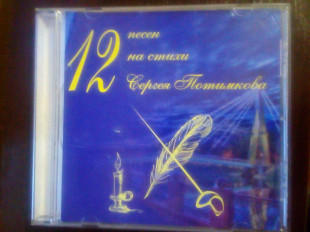 12 песен
на стихи
Сергея Потимкова